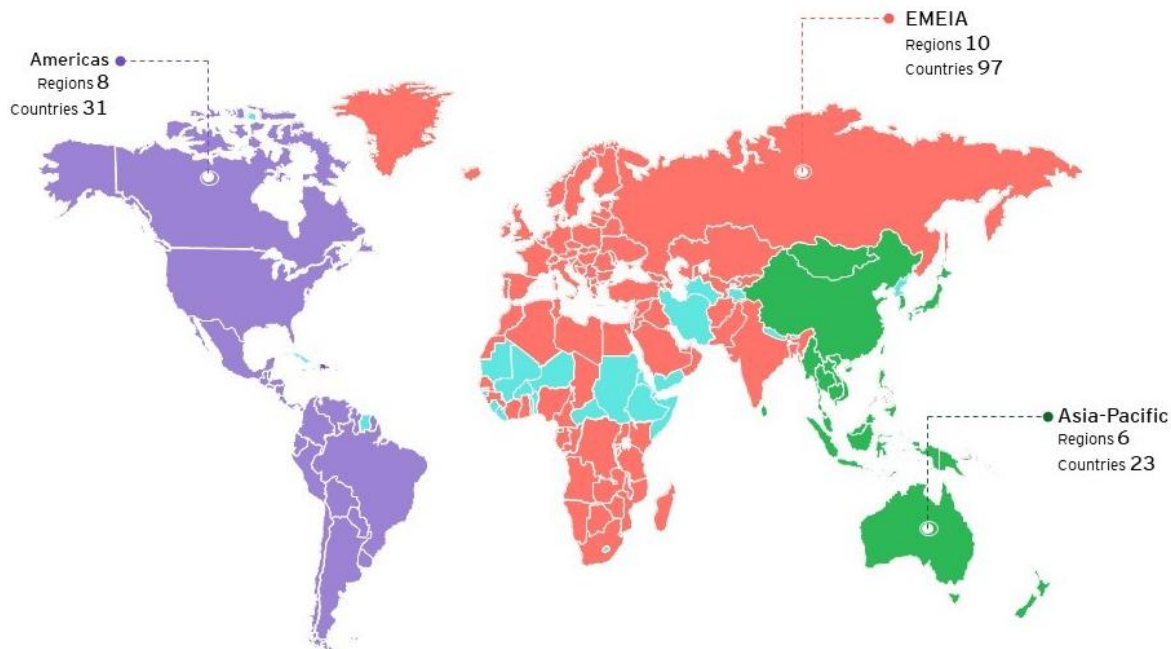 Americas
Regions 8
Countries 31
EMEIA
Regions 10
Countries 97
Asia-Pacific
Regions 6
Countries 23